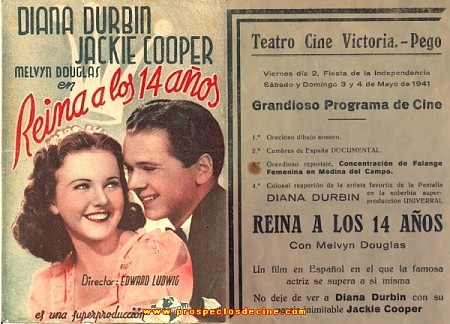 DIANA DURBIN
JACKIE COOPER
MELVYN DOUGLAS
en
Reina a los 14 años
Director: EDWARD LUDWIG
es una superproducción
Teatro Cine Victoria.-Pego
Viernes día 2, Fiesta de la Independencia
Sábado y Domingo 3 y 4 de Mayo de 1941
Grandioso Programa de Cine
1.º Gracioso dibujo sonoro.
2.º Cumbres de España DOCUMENTAL.
Grandioso reportaje, Concentración de Falange
Femenina en Medina del Campo.
4.º Colosal reaparición de la artista favorita de la Pantalla
DIANA DURBIN en la soberbia super-
producción UNIVERRAL
REINA A LOS 14 AÑOS
Con Melvyn Douglas
Un film en Español en el que la famosa
actriz se supera a si misma
No deje de ver a Diana Durbin con su
inimitable Jackie Cooper
www.prospectosdecine.com